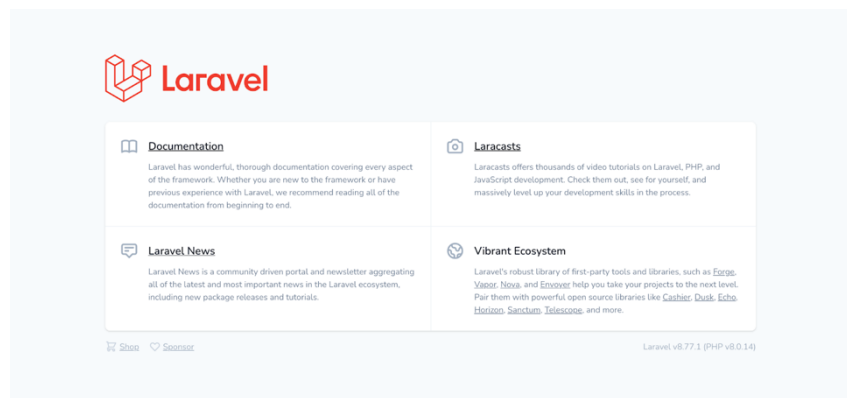 Laravel
Documentation
Laravel has wonderful, thorough documentation covering every aspect
of the framework. Whether you are new to the framework or have
previous experience with Laravel, we recommend reading all of the
documentation from beginning to end.
Laracasts
Laracasts offers thousands of video tutorials on Laravel, PHP, and
JavaScript development. Check them out, see for yourself, and
massively level up your development skills in the process.
Laravel News
Laravel News is a community driven portal and newsletter aggregating
all of the latest and most important news in the Laravel ecosystem,
including new package releases and tutorials.
Vibrant Ecosystem
Laravel's robust library of first-party tools and libraries, such as Forge,
Vapor, Nova, and Envoyer help you take your projects to the next level.
Pair them with powerful open source libraries like Cashier, Dusk, Echo,
Horizon, Sanctum, Telescope, and more.
Shop Sponsor
Laravel v8.77.1 (PHP v8.0.14)